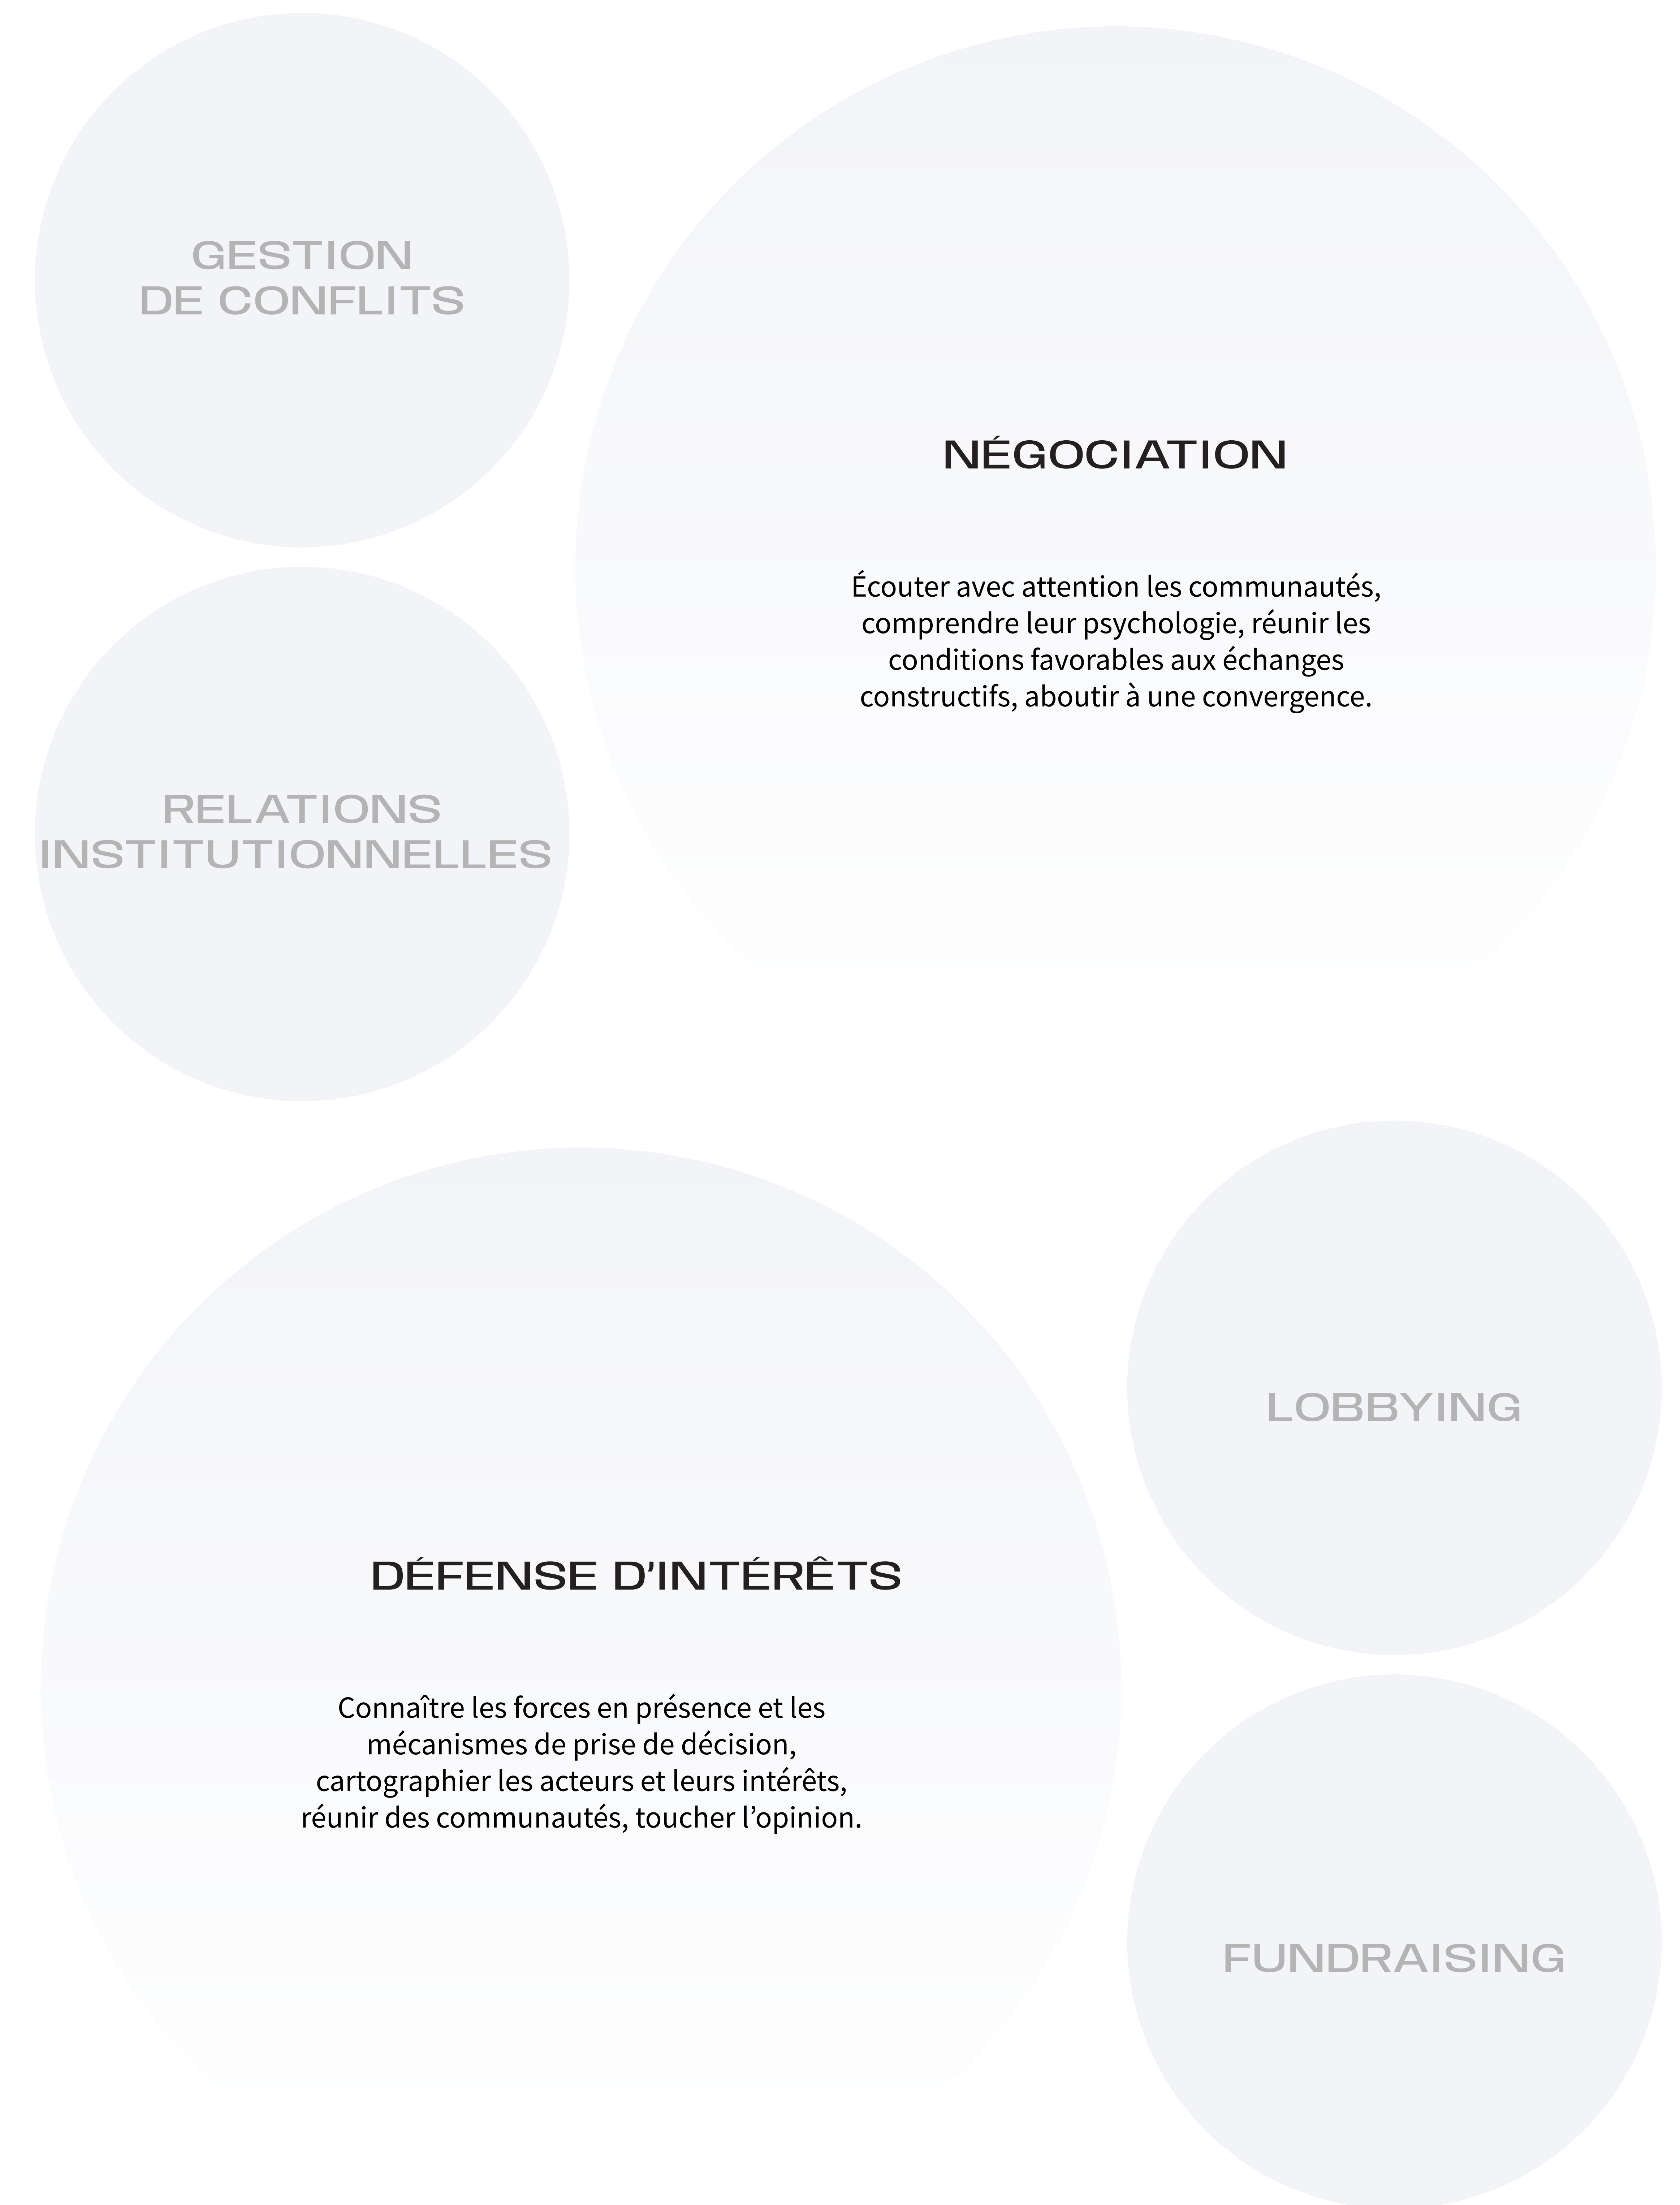 GESTION
DE CONFLITS
NÉGOCIATION
Écouter avec attention les communautés,
comprendre leur psychologie, réunir les
conditions favorables aux échanges
constructifs, aboutir à une convergence.
RELATIONS
INSTITUTIONNELLES
LOBBYING
DÉFENSE D’INTÉRÊTS
Connaître les forces en présence et les
mécanismes de prise de décision,
cartographier les acteurs et leurs intérêts,
réunir des communautés, toucher l’opinion.
FUNDRAISING